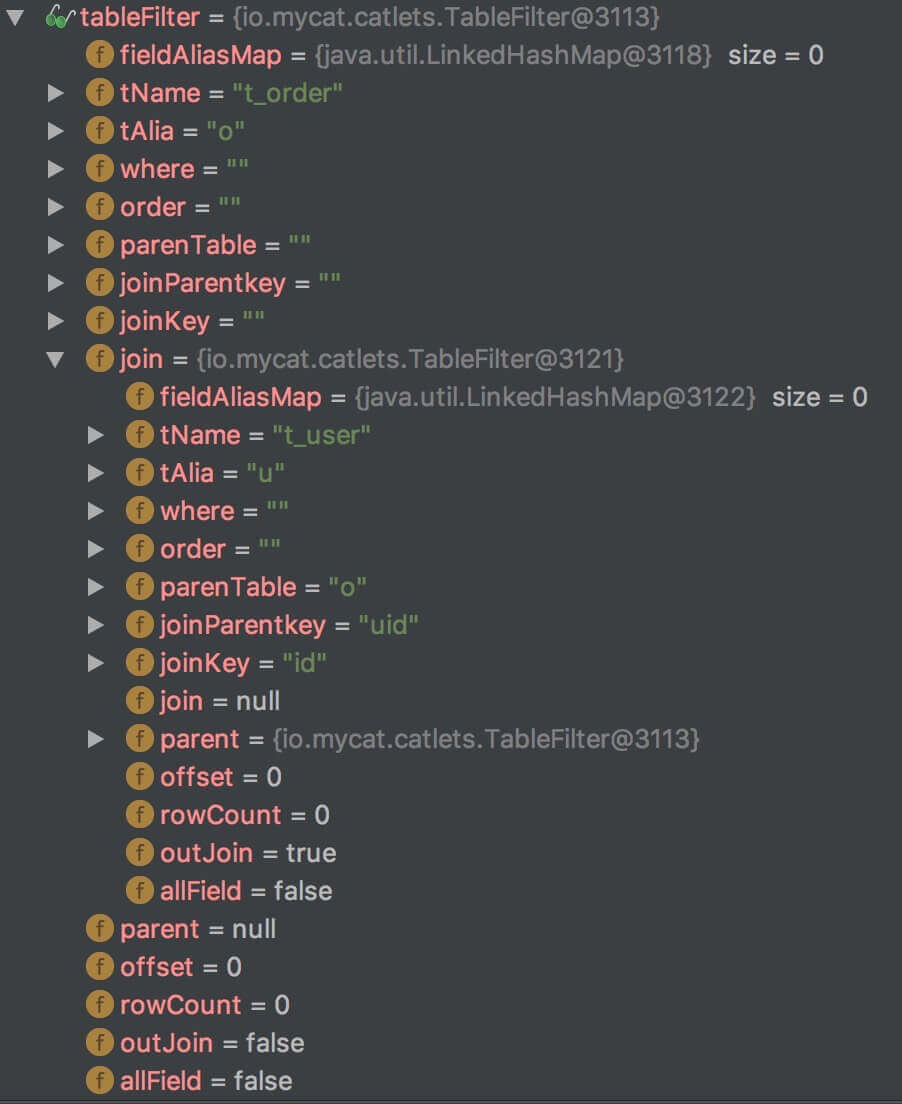 tableFilter = {io.mycat.catlets.TableFilter@3113}
f fieldAliasMap = {java.util.LinkedHashMap@3118} size = 0
f tName = "t_order"
f tAlia = "o"
f where = ""
f order = ""
f parenTable = ""
f joinParentkey = ""
f joinKey = ""
f join = {io.mycat.catlets.TableFilter@3121}
f fieldAliasMap = {java.util.LinkedHashMap@3122} size = 0
f tName = "t_user"
f tAlia = "u"
f where = ""
f order = ""
f parenTable = "o"
f joinParentkey = "uid"
f joinKey = "id"
f join = null
f parent = {io.mycat.catlets.TableFilter@3113}
f offset = 0
f rowCount = 0
f outJoin = true
f allField = false
f parent = null
f offset = 0
f rowCount = 0
f outJoin = false
f allField = false